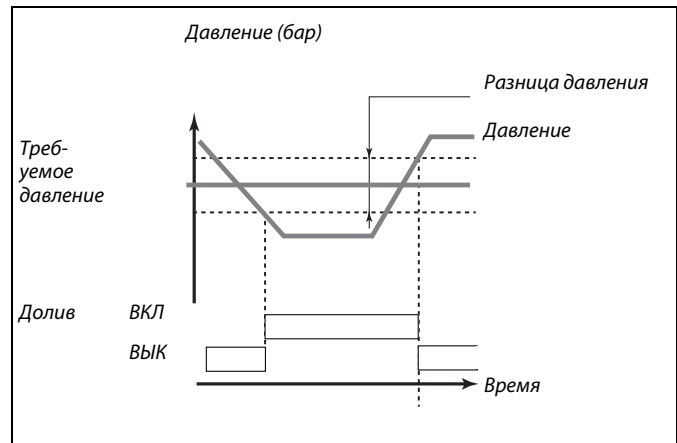 Давление (бар)
Разница давления
Давление
Треб-
уемое
давление
Долив ВКЛ
ВЫК
Время